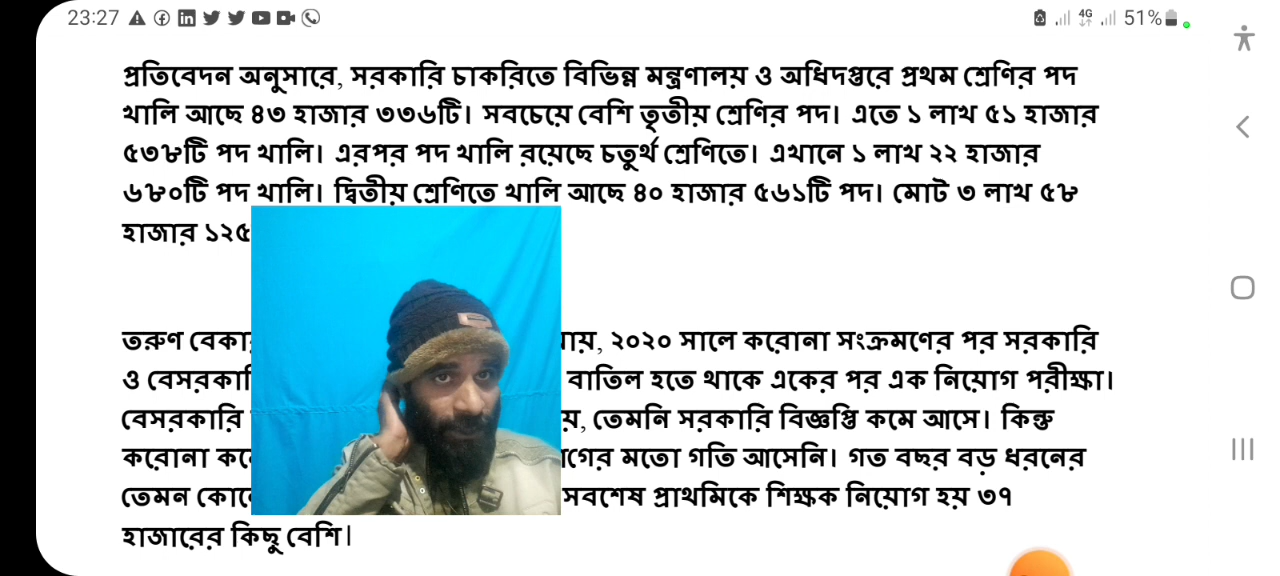 23:27
4G 51%
প্রতিবেদন অনুসারে, সরকারি চাকরিতে বিভিন্ন মন্ত্রণালয় ও অধিদপ্তরে প্রথম শ্রেণির পদ
খালি আছে ৪৩ হাজার ৩৩৬টি। সবচেয়ে বেশি তৃতীয় শ্রেণির পদ। এতে ১ লাখ ৫১ হাজার
৫৩৮টি পদ খালি। এরপর পদ খালি রয়েছে চতুর্থ শ্রেণিতে। এখানে ১ লাখ ২২ হাজার
৬৮০টি পদ খালি। দ্বিতীয় শ্রেণিতে খালি আছে ৪০ হাজার ৫৬১টি পদ। মোট ৩ লাখ ৫৮
হাজার ১২৫
তরুণ ২০২০ সালে করোনা সংক্রমণের পর সরকারি
ও বাতিল হতে থাকে একের পর এক নিয়োগ পরীক্ষা।
বেসরকারি তেমনি সরকারি বিজ্ঞপ্তি কমে আসে। কিন্তু
করোনা মতো গতি আসেনি। গত বছর বড় ধরনের
তেমন সবশেষ প্রাথমিকে শিক্ষক নিয়োগ হয় ৩৭
হাজারের কিছু বেশি।